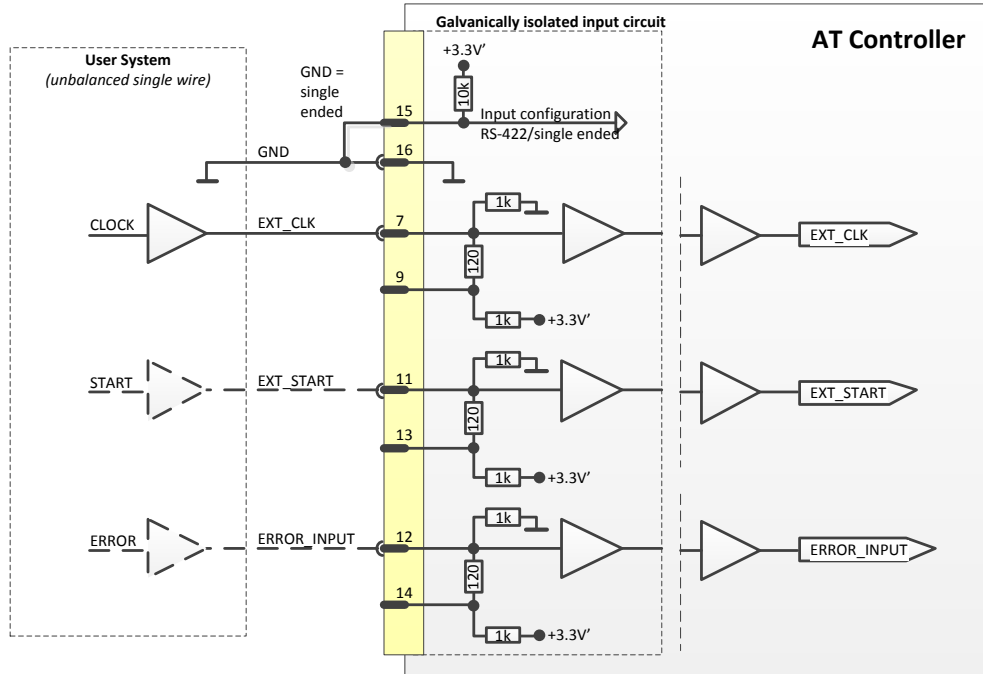 Galvanically isolated input circuit
AT Controller
User System
(unbalanced single wire)
+3.3V’
GND =
single
ended
10k
15
Input configuration
RS-422/single ended
16
GND
1k
7
CLOCK
EXT_CLK
EXT_CLK
120
9
1k
+3.3V’
1k
11
START
EXT_START
EXT_START
120
13
1k
+3.3V’
1k
12
ERROR
ERROR_INPUT
ERROR_INPUT
120
14
1k
+3.3V’